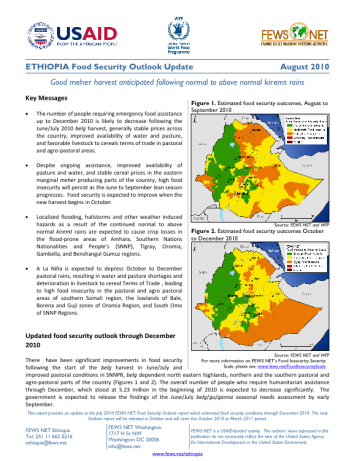 USAID
FROM THE AMERICAN PEOPLE
WFP
United Nations
World Food
Programme
FEWS NET
FAMINE EARLY WARNING SYSTEMS NETWORK
ETHIOPIA Food Security Outlook Update August 2010
Good meher harvest anticipated following normal to above normal kiremt rains
Key Messages
• The number of people requiring emergency food assistance
up to December 2010 is likely to decrease following the
June/July 2010 belg harvest, generally stable prices across
the country, improved availability of water and pasture,
and favorable livestock to cereals terms of trade in pastoral
and agro-pastoral areas.
• Despite ongoing assistance, improved availability of
pasture and water, and stable cereal prices in the eastern
marginal meher producing parts of the country, high food
insecurity will persist as the June to September lean season
progresses. Food security is expected to improve when the
new harvest begins in October.
• Localized flooding, hailstorms and other weather induced
hazards as a result of the continued normal to above
normal kiremt rains are expected to cause crop losses in
the flood-prone areas of Amhara, Southern Nations
Nationalities and People's (SNNP), Tigray, Oromia,
Gambella, and Benshangul Gumuz regions.
• A La Niña is expected to depress October to December
pastoral rains, resulting in water and pasture shortages and
deterioration in livestock to cereal Terms of Trade , leading
to high food insecurity in the pastoral and agro pastoral
areas of southern Somali region, the lowlands of Bale,
Borena and Guji zones of Oromia Region, and South Omo
of SNNP Regions.
Figure 1. Estimated food security outcomes, August to
September 2010
Source: FEWS NET and WFP
Figure 2. Estimated food security outcomes October
to December 2010
Source: FEWS NET and WFP
For more information on FEWS NET's Food Insecurity Severity
Scale, please see: www.fews.net/FoodInsecurityScale
Updated food security outlook through December
2010
There have been significant improvements in food security
following the start of the belg harvest in June/July and
improved pastoral conditions in SNNPR, belg dependent north eastern highlands, northern and the southern pastoral and
agro-pastoral parts of the country (Figures 1 and 2). The overall number of people who require humanitarian assistance
through December, which stood at 5.23 million in the beginning of 2010 is expected to decrease significantly. The
government is expected to release the findings of the June/July belg/gu/ganna seasonal needs assessment by early
September.
This report provides an update to the July 2010 FEWS NET Food Security Outlook report which estimated food security conditions through December 2010. The next
Outlook report will be released in October and will cover the October 2010 to March 2011 period.
FEWS NET Ethiopia
Tel: 251 11 662 0216
ethiopia@fews.net
FEWS NET Washington
1717 H St NW
Washington DC 20006
info@fews.net
FEWS NET is a USAID-funded activity. The authors' views expressed in this
publication do not necessarily reflect the view of the United States Agency
for International Development or the United States Government.
www.fews.net/ethiopia